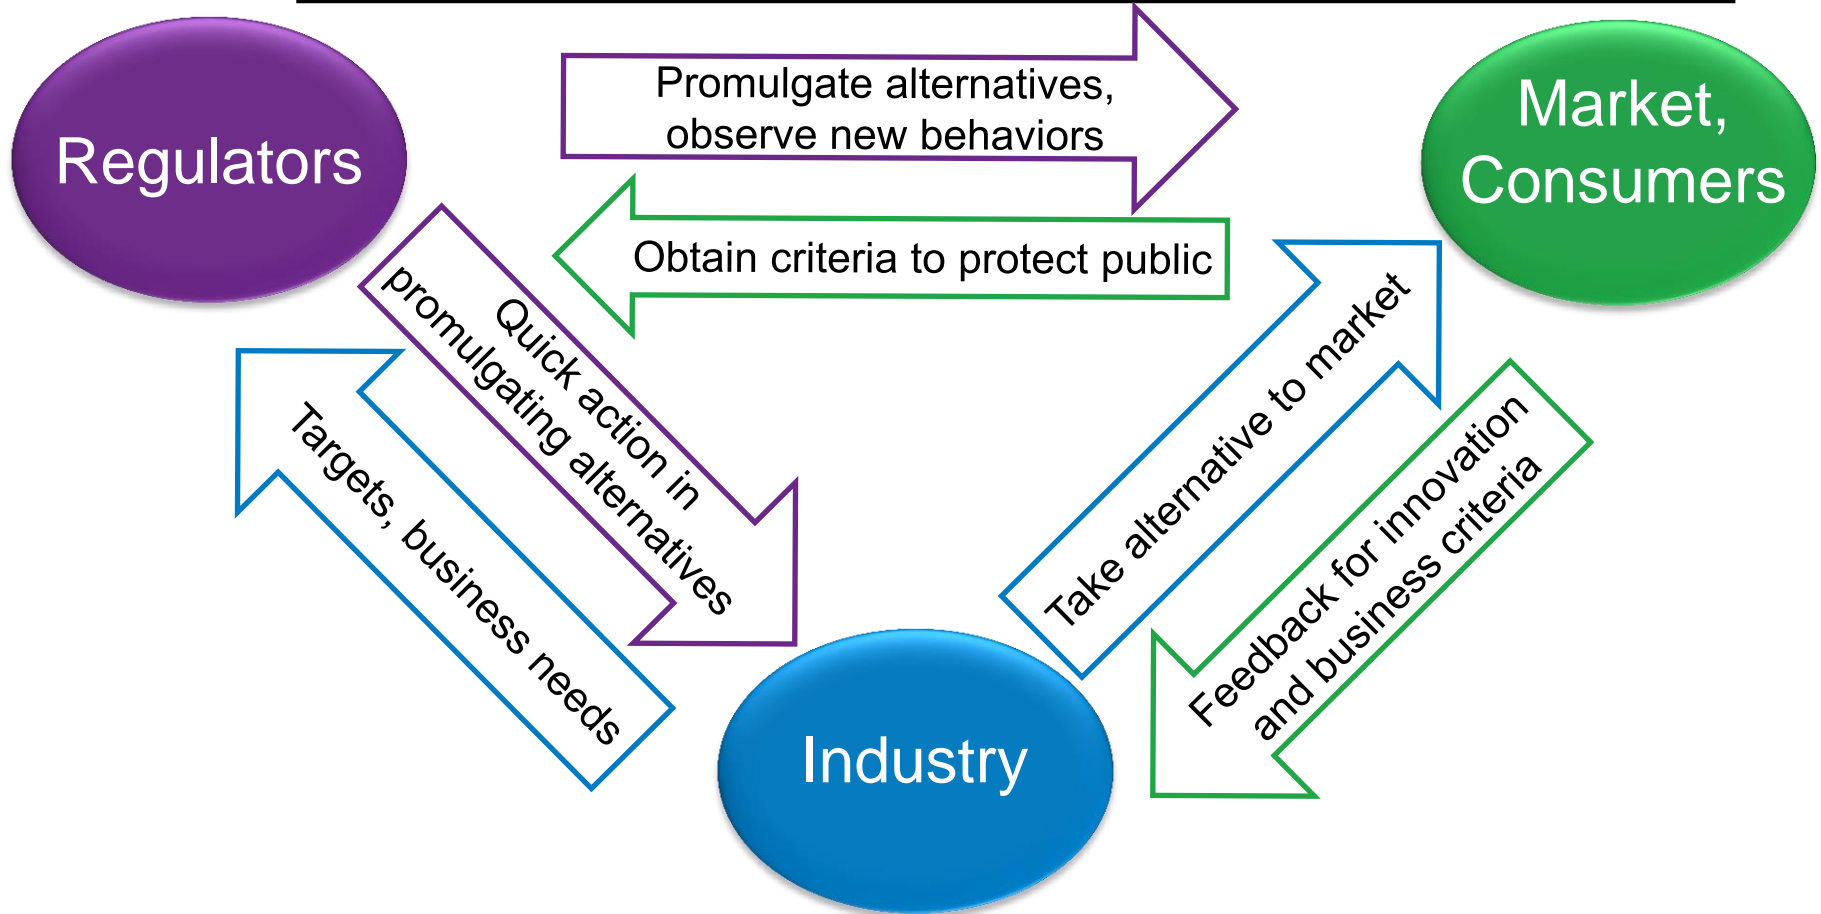 Regulators
Promulgate alternatives,
observe new behaviors
Market,
Consumers
Obtain criteria to protect public
Quick action in
promulgating alternatives
Targets, business needs
Take alternative to market
Feedback for innovation
and business criteria
Industry